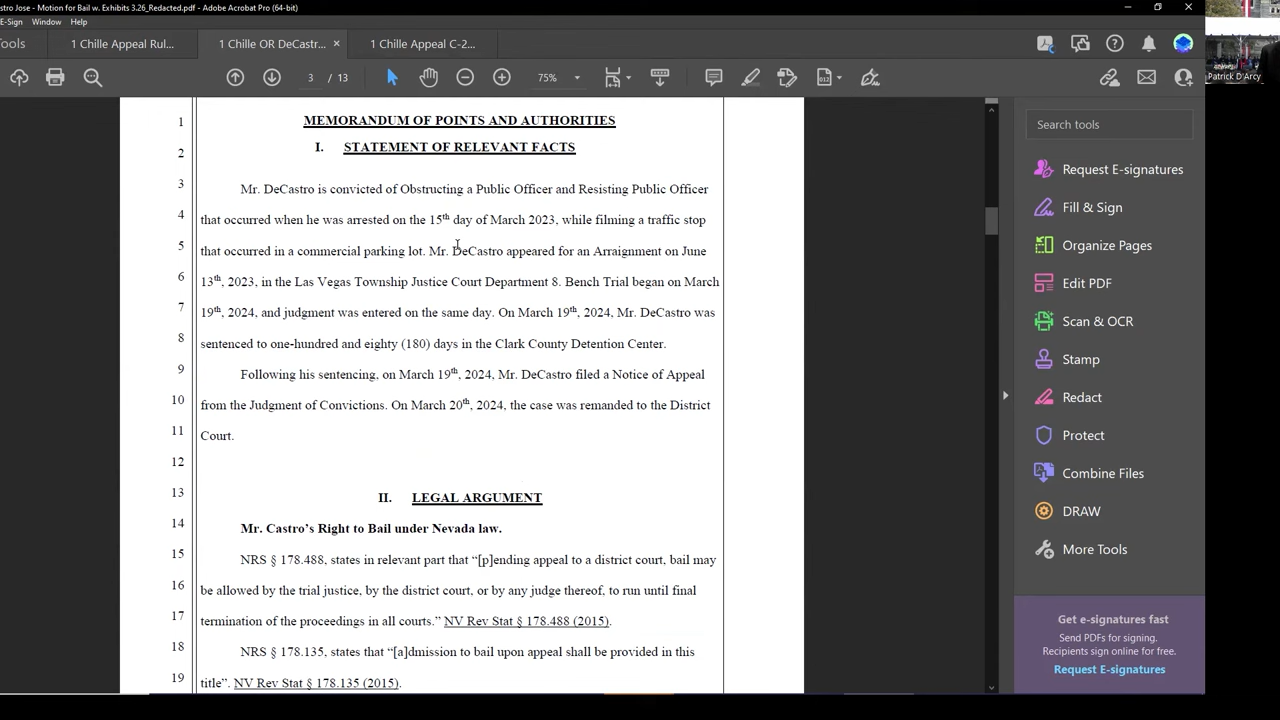 stro Jose - Motion for Bail w. Exhibits 3.26_Redacted.pdf - Adobe Acrobat Pro (64-bit)
E-Sign Window Help
Tools 1 Chille Appeal Rul... 1 Chille OR DeCastr... × 1 Chille Appeal C-2...
3 / 13 75%
Patrick D'Arcy
1 MEMORANDUM OF POINTS AND AUTHORITIES
2 I. STATEMENT OF RELEVANT FACTS
3 Mr. DeCastro is convicted of Obstructing a Public Officer and Resisting Public Officer
4 that occurred when he was arrested on the 15th day of March 2023, while filming a traffic stop
5 that occurred in a commercial parking lot. Mr. DeCastro appeared for an Arraignment on June
6 13th, 2023, in the Las Vegas Township Justice Court Department 8. Bench Trial began on March
7 19th, 2024, and judgment was entered on the same day. On March 19th, 2024, Mr. DeCastro was
8 sentenced to one-hundred and eighty (180) days in the Clark County Detention Center.
9 Following his sentencing, on March 19th, 2024, Mr. DeCastro filed a Notice of Appeal
10 from the Judgment of Convictions. On March 20th, 2024, the case was remanded to the District
11 Court.
12
13 II. LEGAL ARGUMENT
14 Mr. Castro's Right to Bail under Nevada law.
15 NRS § 178.488, states in relevant part that “[p]ending appeal to a district court, bail may
16 be allowed by the trial justice, by the district court, or by any judge thereof, to run until final
17 termination of the proceedings in all courts.” NV Rev Stat § 178.488 (2015).
18 NRS § 178.135, states that “[a]dmission to bail upon appeal shall be provided in this
19 title”. NV Rev Stat § 178.135 (2015).
Search tools
Request E-signatures
Fill & Sign
Organize Pages
Edit PDF
Scan & OCR
Stamp
Redact
Protect
Combine Files
DRAW
More Tools
Get e-signatures fast
Send PDFs for signing.
Recipients sign online for free.
Request E-signatures